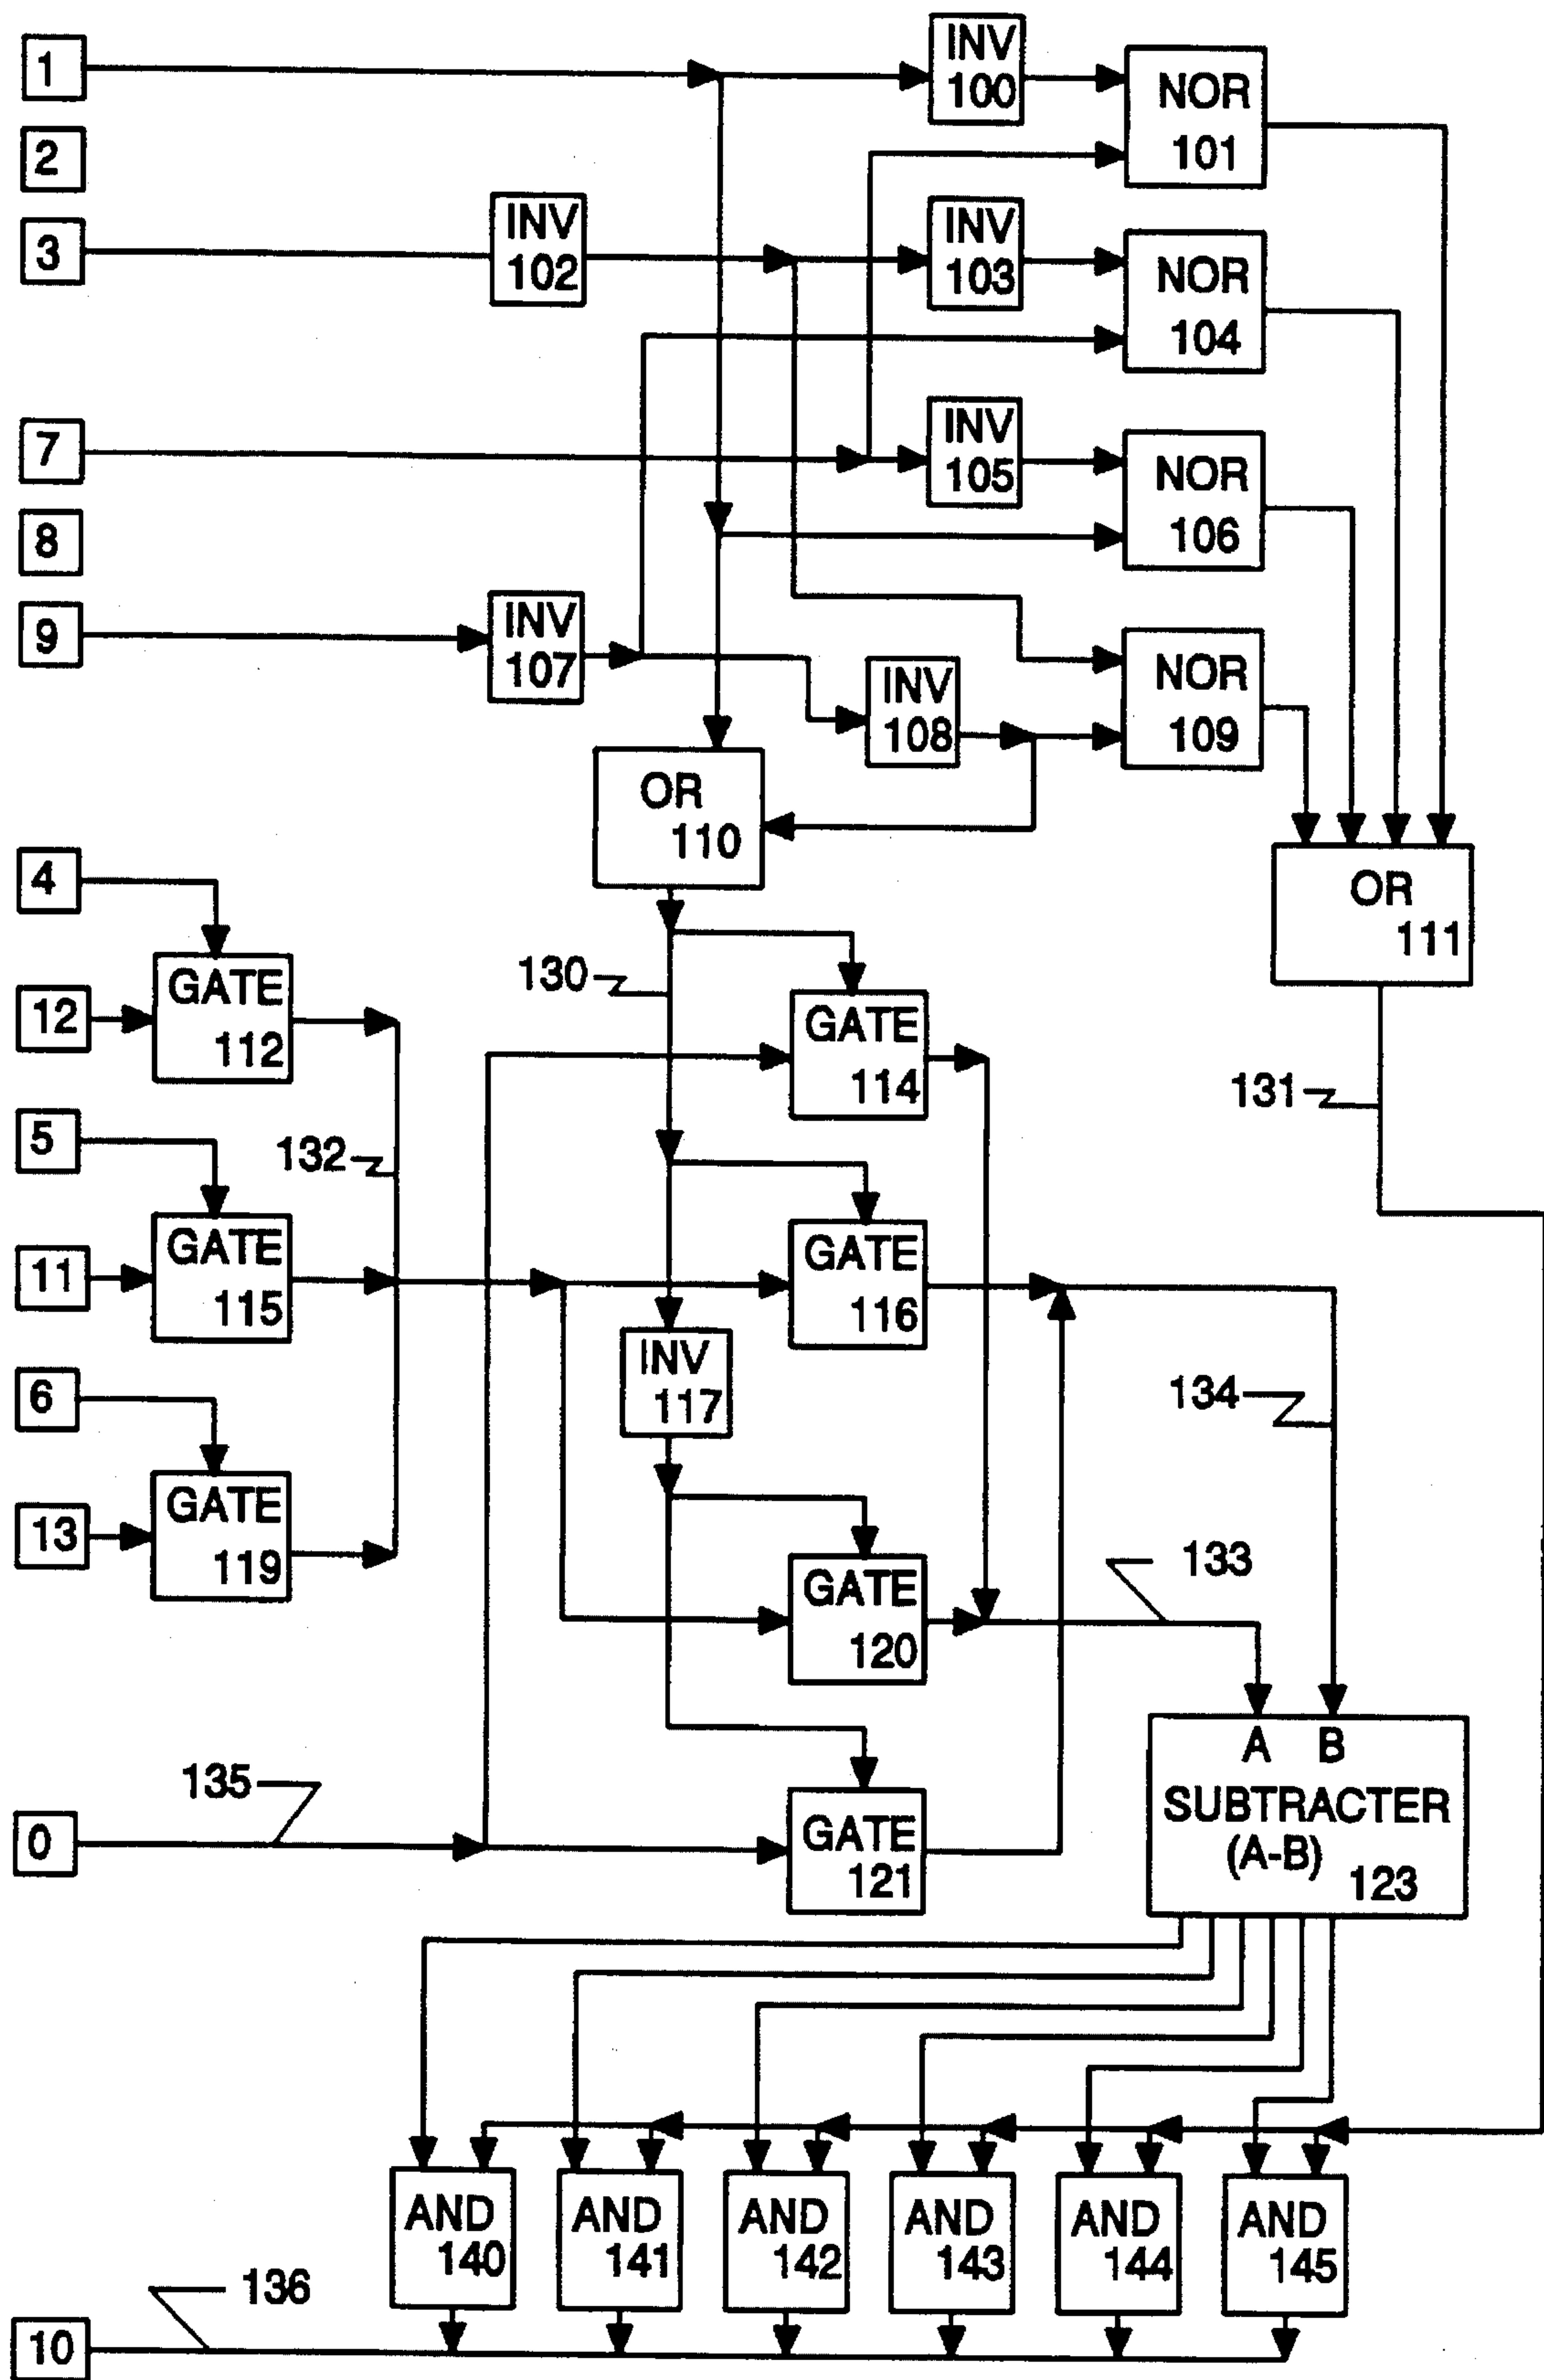 1
INV
100
NOR
101
2
3
INV
102
INV
103
NOR
104
7
INV
105
NOR
106
8
9
INV
107
INV
108
NOR
109
OR
110
OR
111
4
12
GATE
112
130
GATE
114
131
5
132
11
GATE
115
GATE
116
INV
117
134
6
13
GATE
119
GATE
120
133
135
0
GATE
121
A B
SUBTRACTER
(A-B)
123
AND
140
AND
141
AND
142
AND
143
AND
144
AND
145
136
10